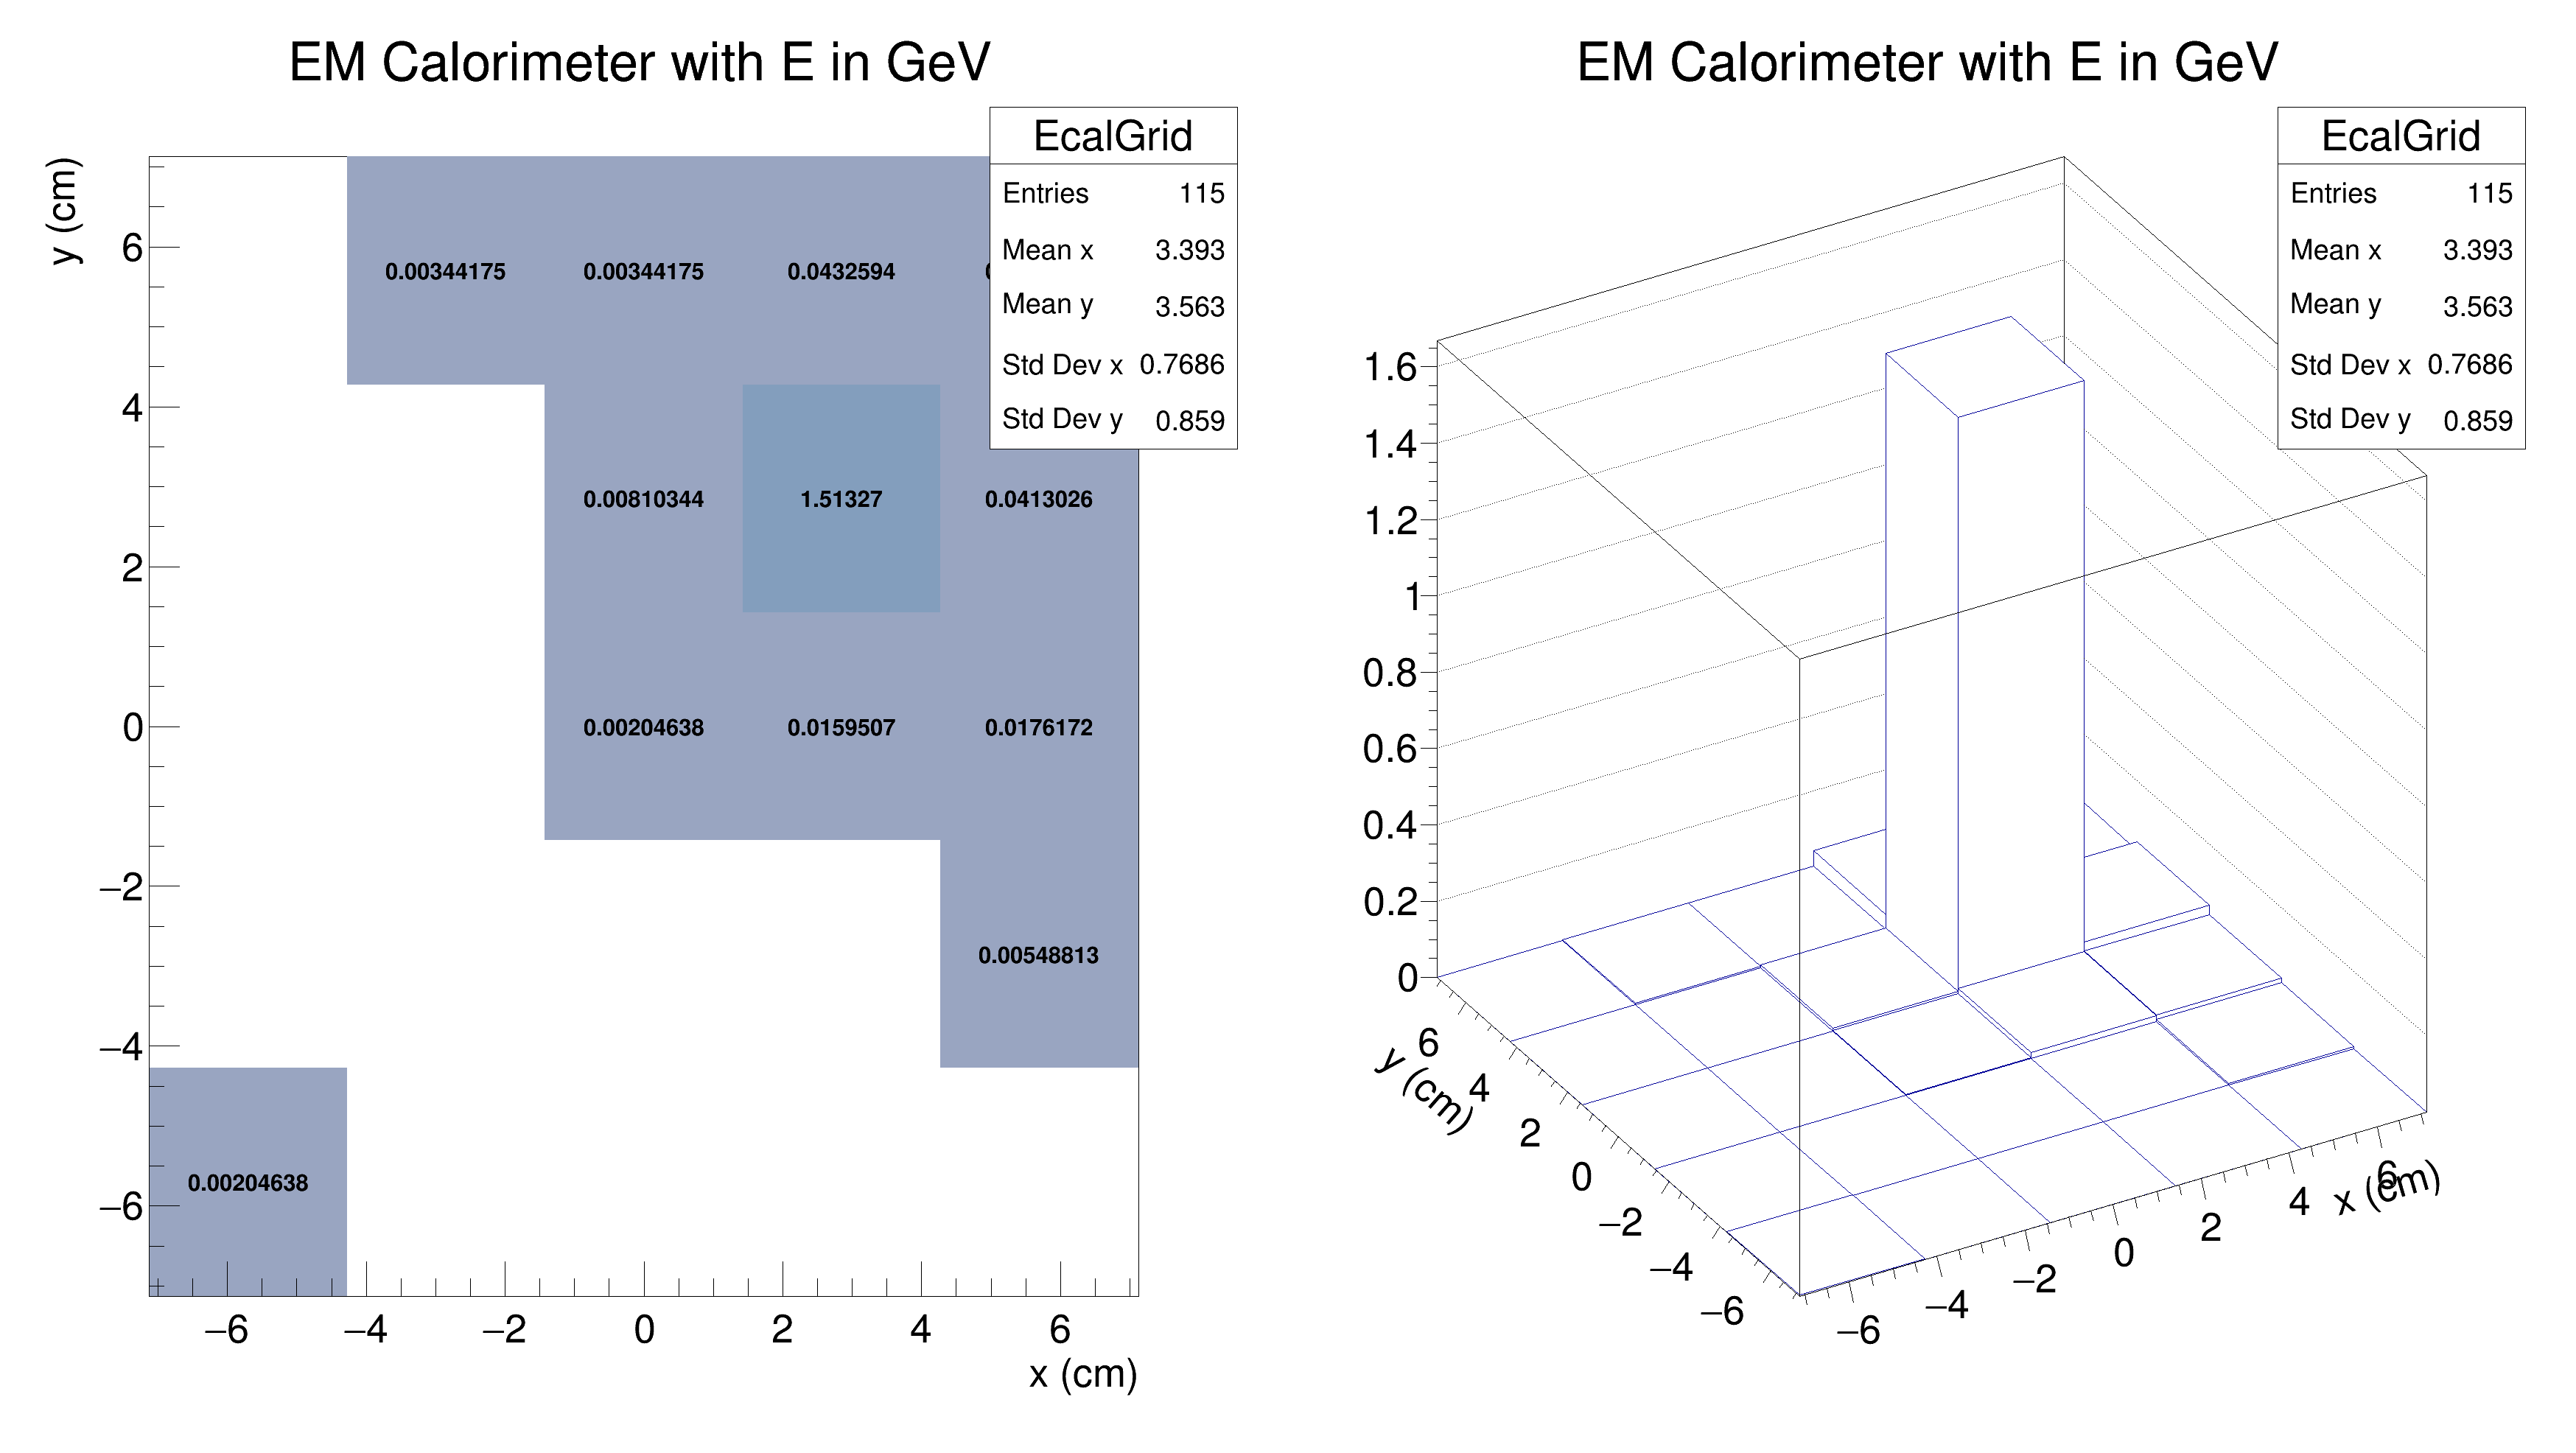 EM Calorimeter with E in GeV
EcalGrid
Entries 115
Mean x 3.393
Mean y 3.563
Std Dev x 0.7686
Std Dev y 0.859
y (cm)
6
4
2
0
−2
−4
−6
0.00344175 0.00344175 0.0432594
0.00810344 1.51327 0.0413026
0.00204638 0.0159507 0.0176172
0.00548813
0.00204638
−6 −4 −2 0 2 4 6
x (cm)
EM Calorimeter with E in GeV
EcalGrid
Entries 115
Mean x 3.393
Mean y 3.563
Std Dev x 0.7686
Std Dev y 0.859
1.6
1.4
1.2
1
0.8
0.6
0.4
0.2
0
6
4
2
0
−2
−4
−6
y (cm)
−6
−4
−2
0
2
4
6
x (cm)